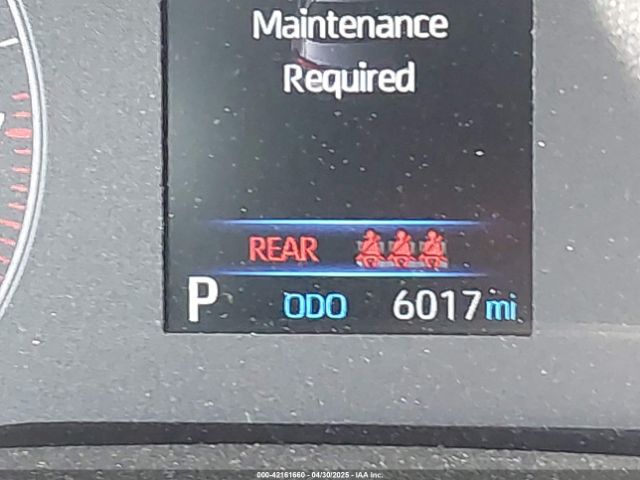 Maintenance
Required
REAR
P ODO 6017 mi
000-42161660 - 04/30/2025 - IAA Inc.